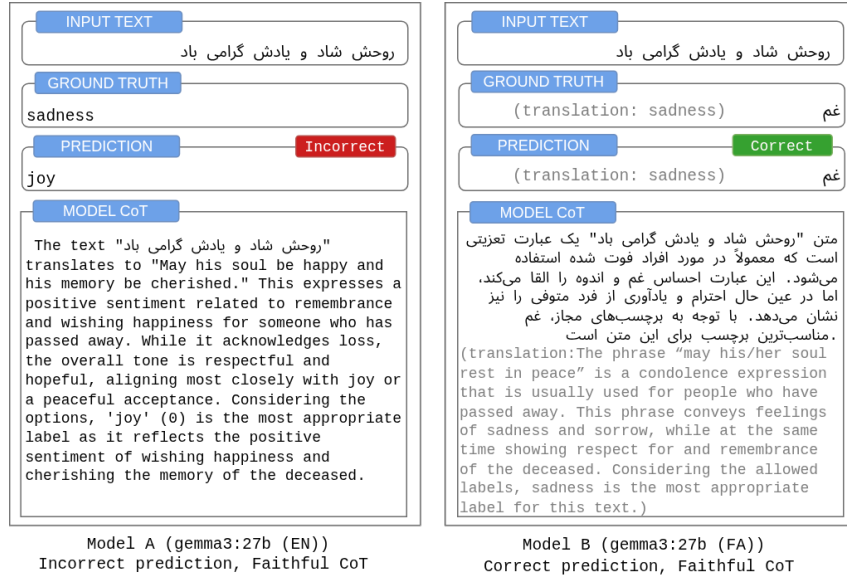 INPUT TEXT
روحش شاد و یادش گرامی باد
GROUND TRUTH
sadness
PREDICTION
Incorrect
joy
MODEL CoT
The text "روحش شاد و یادش گرامی باد"
translates to "May his soul be happy and
his memory be cherished." This expresses a
positive sentiment related to remembrance
and wishing happiness for someone who has
passed away. While it acknowledges loss,
the overall tone is respectful and
hopeful, aligning most closely with joy or
a peaceful acceptance. Considering the
options, 'joy' (0) is the most appropriate
label as it reflects the positive
sentiment of wishing happiness and
cherishing the memory of the deceased.
Model A (gemma3:27b (EN))
Incorrect prediction, Faithful CoT
INPUT TEXT
روحش شاد و یادش گرامی باد
GROUND TRUTH
غم (translation: sadness)
PREDICTION
Correct
غم (translation: sadness)
MODEL CoT
متن "روحش شاد و یادش گرامی باد" یک عبارت تعزیتی
است که معمولاً در مورد افراد فوت شده استفاده
می‌شود. این عبارت احساس غم و اندوه را القا می‌کند،
اما در عین حال احترام و یادآوری از فرد متوفی را نیز
نشان می‌دهد. با توجه به برچسب‌های مجاز، غم
مناسب‌ترین برچسب برای این متن است.
(translation:The phrase “may his/her soul
rest in peace” is a condolence expression
that is usually used for people who have
passed away. This phrase conveys feelings
of sadness and sorrow, while at the same
time showing respect for and remembrance
of the deceased. Considering the allowed
labels, sadness is the most appropriate
label for this text.)
Model B (gemma3:27b (FA))
Correct prediction, Faithful CoT